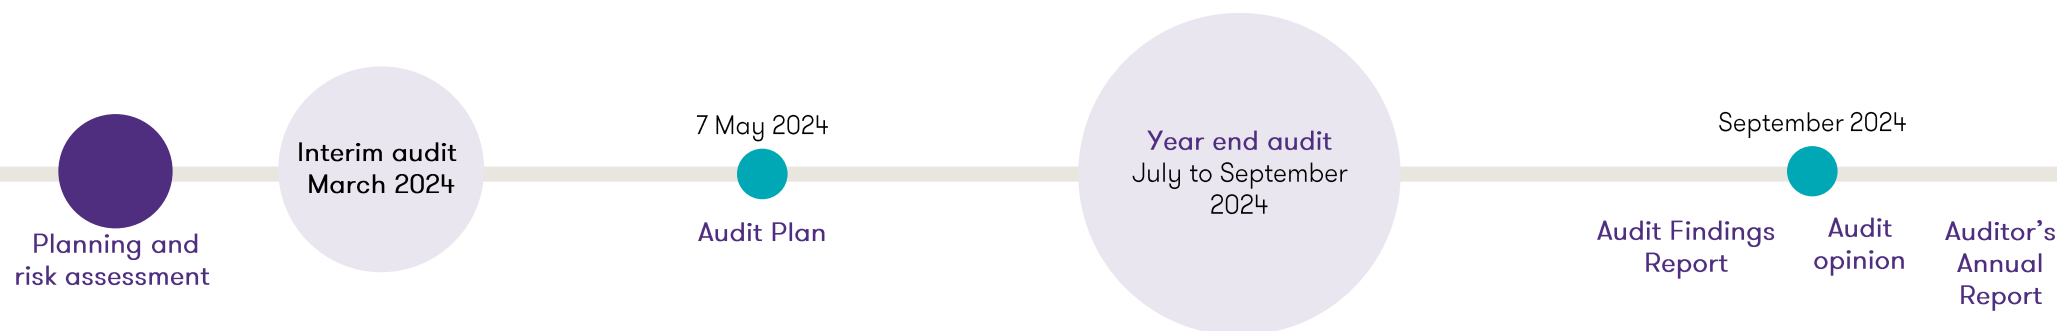 Planning and
risk assessment
Interim audit
March 2024
7 May 2024
Audit Plan
Year end audit
July to September
2024
September 2024
Audit Findings
Report
Audit
opinion
Auditor’s
Annual
Report